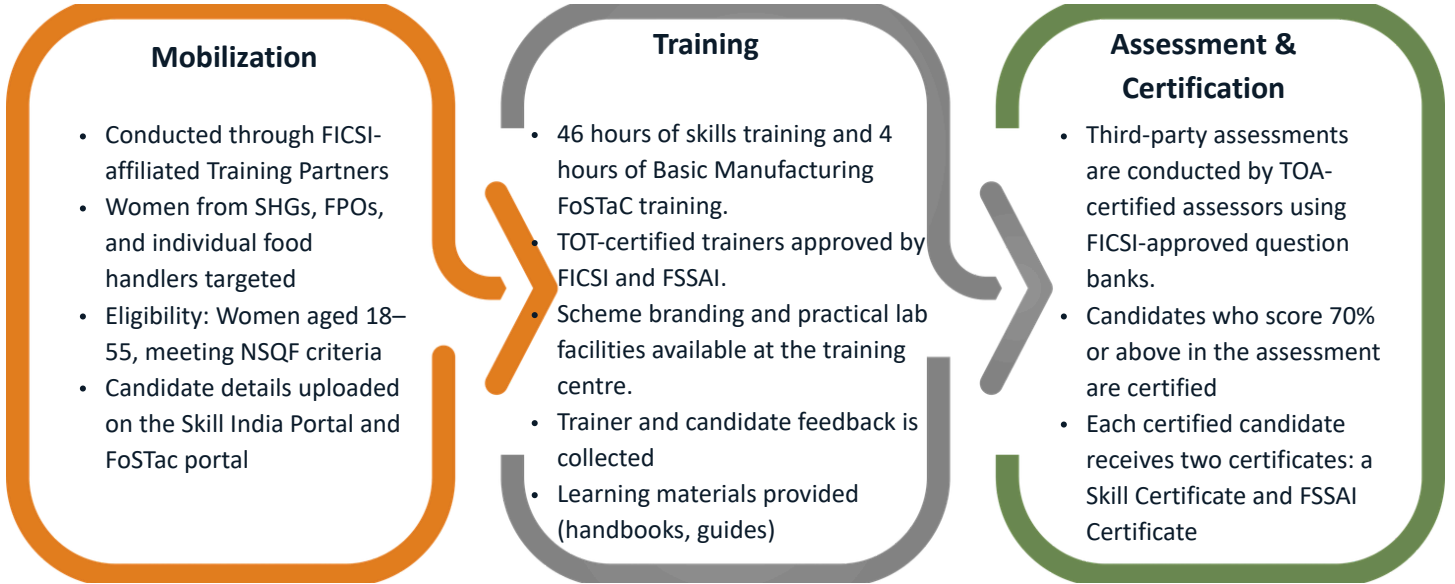 Mobilization
• Conducted through FICSI-
affiliated Training Partners
• Women from SHGs, FPOs,
and individual food
handlers targeted
• Eligibility: Women aged 18–
55, meeting NSQF criteria
• Candidate details uploaded
on the Skill India Portal and
FoSTac portal
Training
• 46 hours of skills training and 4
hours of Basic Manufacturing
FoSTaC training.
• TOT-certified trainers approved by
FICSI and FSSAI.
• Scheme branding and practical lab
facilities available at the training
centre.
• Trainer and candidate feedback is
collected
• Learning materials provided
(handbooks, guides)
Assessment &
Certification
• Third-party assessments
are conducted by TOA-
certified assessors using
FICSI-approved question
banks.
• Candidates who score 70%
or above in the assessment
are certified
• Each certified candidate
receives two certificates: a
Skill Certificate and FSSAI
Certificate